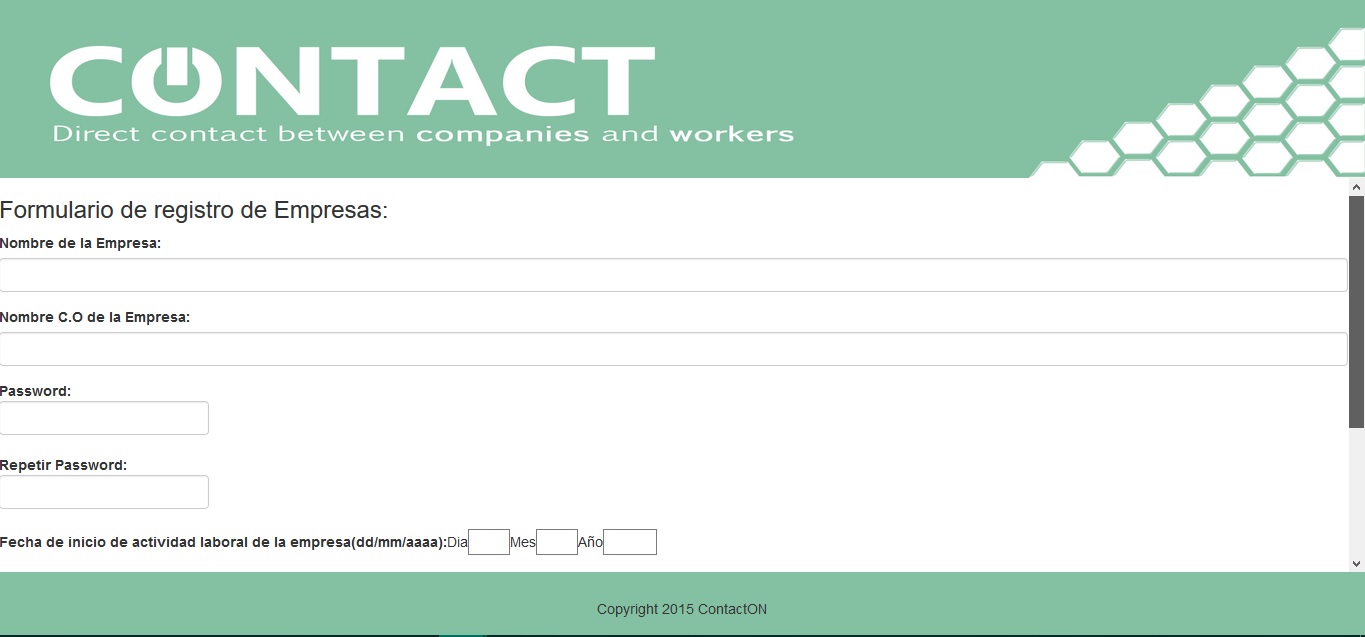 CONTACT
Direct contact between companies and workers
Formulario de registro de Empresas:
Nombre de la Empresa:
Nombre C.O de la Empresa:
Password:
Repetir Password:
Fecha de inicio de actividad laboral de la empresa(dd/mm/aaaa):Dia Mes Año
Copyright 2015 ContactON